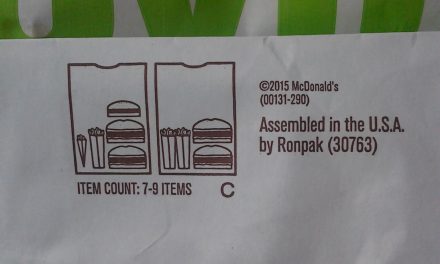 ©2015 McDonald's
(00131-290)
Assembled in the U.S.A.
by Ronpak (30763)
ITEM COUNT: 7-9 ITEMS C